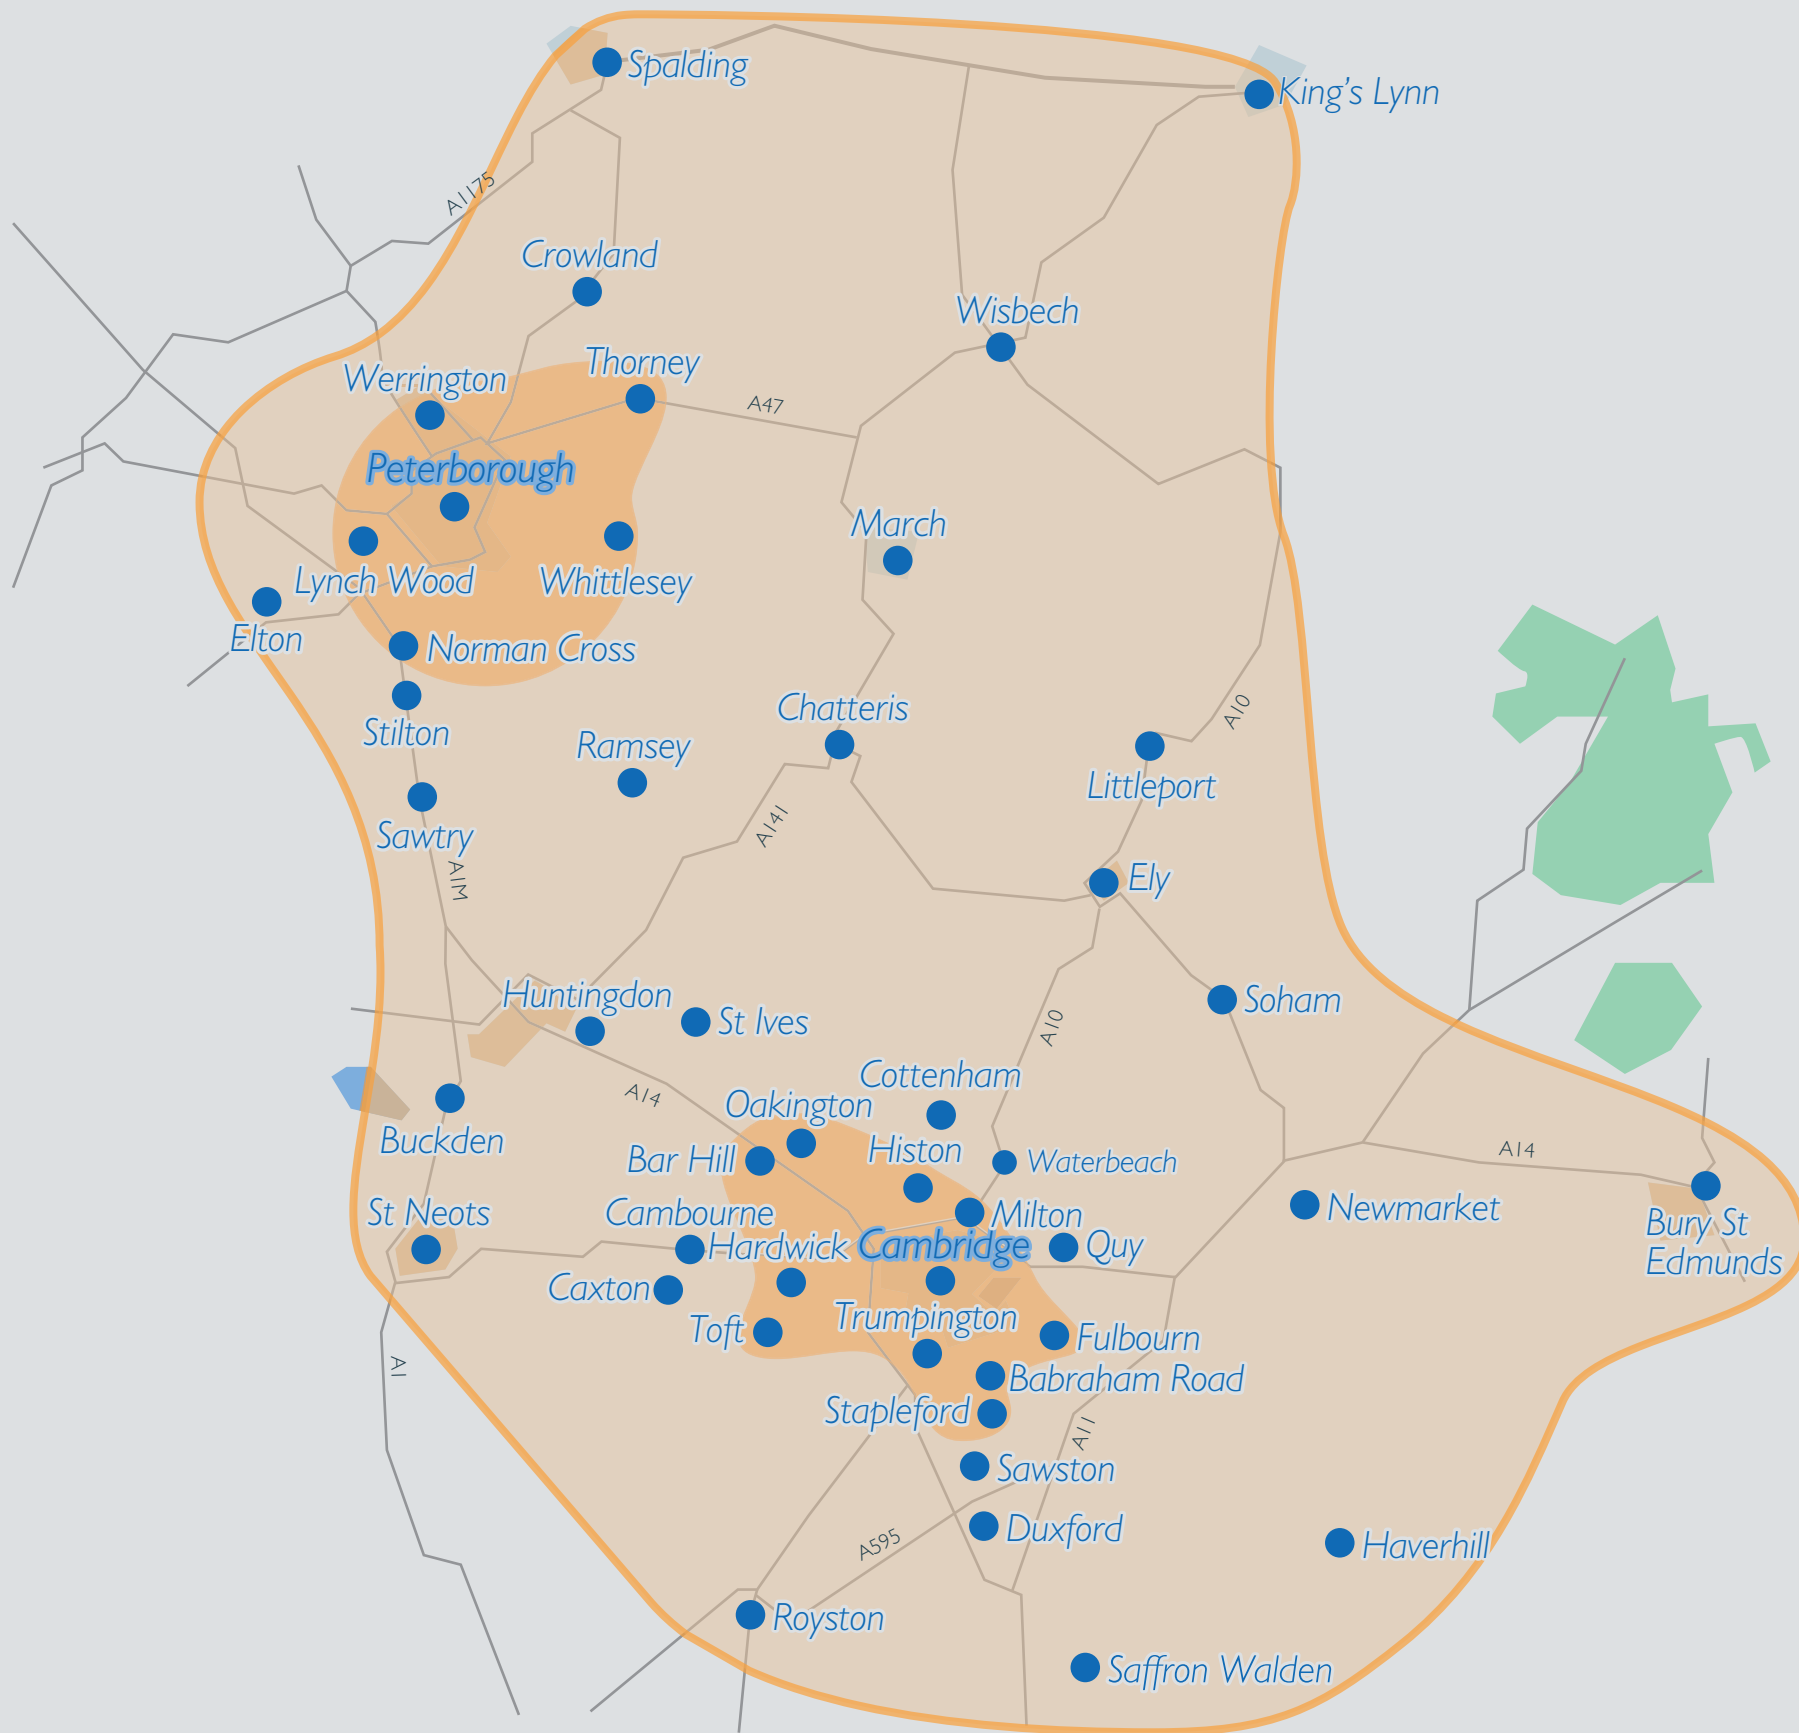 Spalding
King's Lynn
A1175
Crowland
Wisbech
Thorney
Werrington
A47
Peterborough
March
Lynch Wood
Whittlesey
Elton
Norman Cross
Stilton
Chatteris
A10
Ramsey
Littleport
Sawtry
A141
A1M
Ely
Huntingdon
St Ives
Soham
A10
Cottenham
A14
Oakington
Buckden
Histon
Bar Hill
Waterbeach
A14
St Neots
Cambourne
Milton
Newmarket
Hardwick
Cambridge
Quy
Bury St
Edmunds
Caxton
Trumpington
Toft
Fulbourn
A1
Babraham Road
Stapleford
A11
Sawston
Duxford
A595
Haverhill
Royston
Saffron Walden